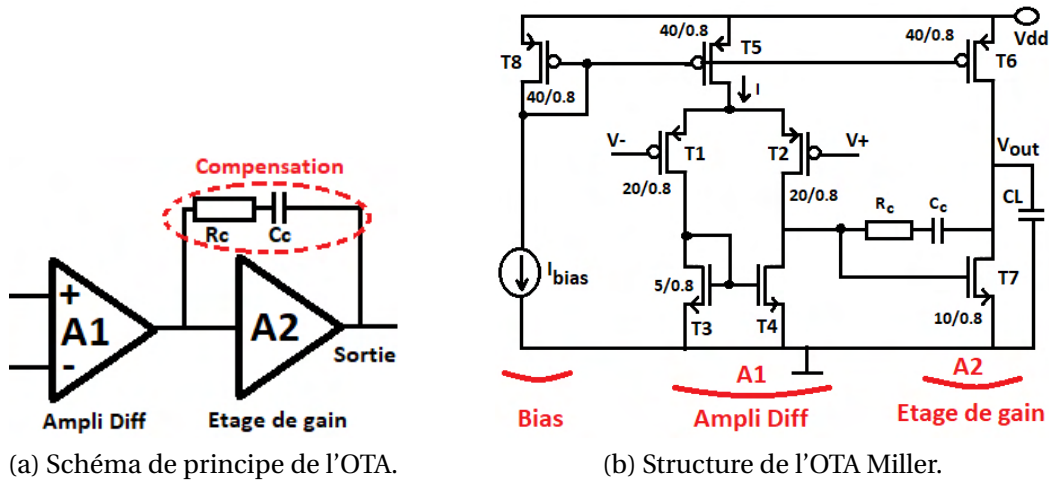 Compensation
Rc
Cc
+
A1
-
A2
Sortie
Ampli Diff
Etage de gain
(a) Schéma de principe de l'OTA.
40/0.8
T5
40/0.8
Vdd
T8
T6
40/0.8
I
V-
T1
T2
V+
Vout
20/0.8
20/0.8
Rc
Cc
CL
Ibias
5/0.8
T7
T3
T4
10/0.8
A1
A2
Bias
Ampli Diff
Etage de gain
(b) Structure de l'OTA Miller.